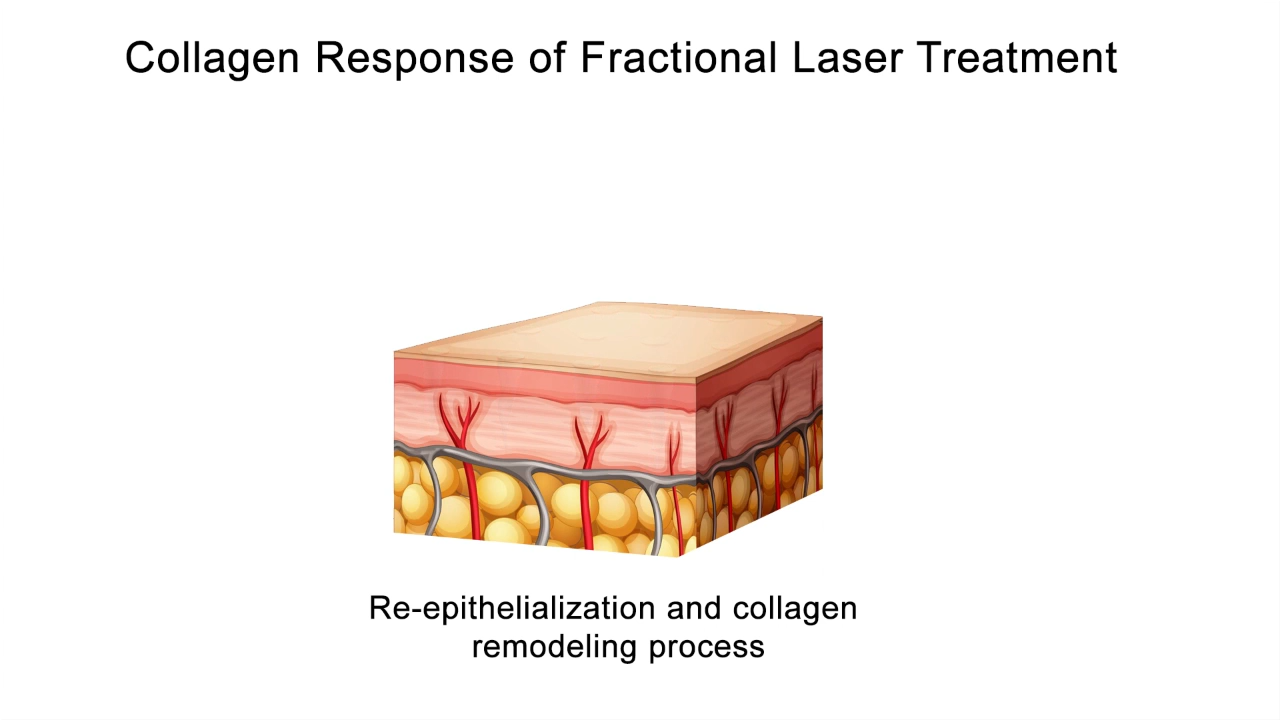 Collagen Response of Fractional Laser Treatment
Re-epithelialization and collagen
remodeling process